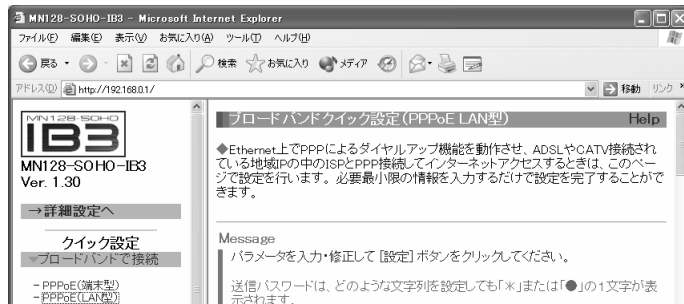 MN128-SOHO-IB3 - Microsoft Internet Explorer
ファイル(F) 編集(E) 表示(V) お気に入り(A) ツール(T) ヘルプ(H)
戻る 検索 お気に入り メディア
アドレス(D) http://192.168.0.1/ 移動 リンク »
MN128-SOHO
IB3
MN128-SOHO-IB3
Ver. 1.30
→詳細設定へ
クイック設定
ブロードバンドで接続
- PPPoE(端末型)
- PPPoE(LAN型)
ブロードバンドクイック設定(PPPoE LAN型) Help
◆Ethernet上でPPPによるダイヤルアップ機能を動作させ、ADSLやCATV接続され
ている地域IPの中のISPとPPP接続してインターネットアクセスするときは、このペー
ジで設定を行います。必要最小限の情報を入力するだけで設定を完了することがで
きます。
Message
パラメータを入力・修正して [設定] ボタンをクリックしてください。
送信パスワードは、どのような文字列を設定しても「＊」または「●」の1文字が表
示されます。